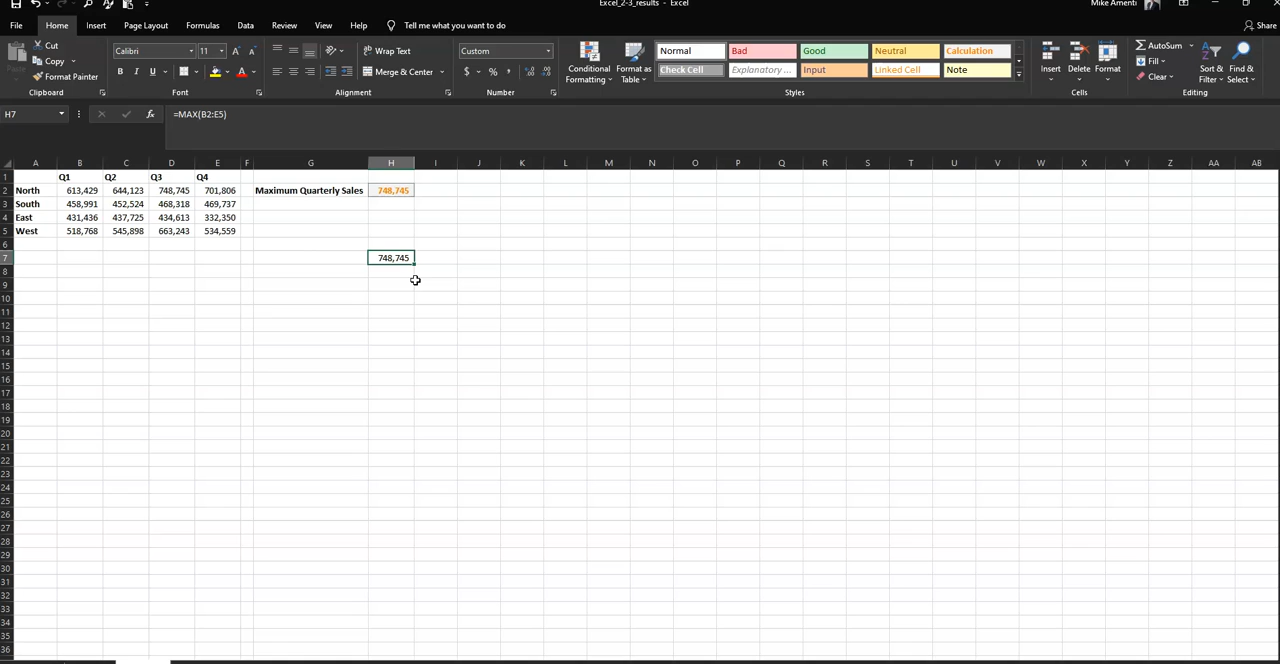 Excel_2-3_results - Excel
Mike Amenti
File Home Insert Page Layout Formulas Data Review View Help Tell me what you want to do Share
Paste Cut Copy Format Painter
Clipboard
Calibri 11
B I U
Font
Wrap Text
Merge & Center
Alignment
Custom
$ % ,
Number
Conditional Formatting Format as Table
Normal Bad Good Neutral Calculation
Check Cell Explanatory ... Input Linked Cell Note
Styles
Insert Delete Format
Cells
AutoSum
Fill
Clear
Sort & Filter Find & Select
Editing
H7 fx =MAX(B2:E5)
A B C D E F G H I J K L M N O P Q R S T U V W X Y Z AA AB
1 Q1 Q2 Q3 Q4
2 North 613,429 644,123 748,745 701,806 Maximum Quarterly Sales 748,745
3 South 458,991 452,524 468,318 469,737
4 East 431,436 437,725 434,613 332,350
5 West 518,768 545,898 663,243 534,559
6
7 748,745
8
9
10
11
12
13
14
15
16
17
18
19
20
21
22
23
24
25
26
27
28
29
30
31
32
33
34
35
36